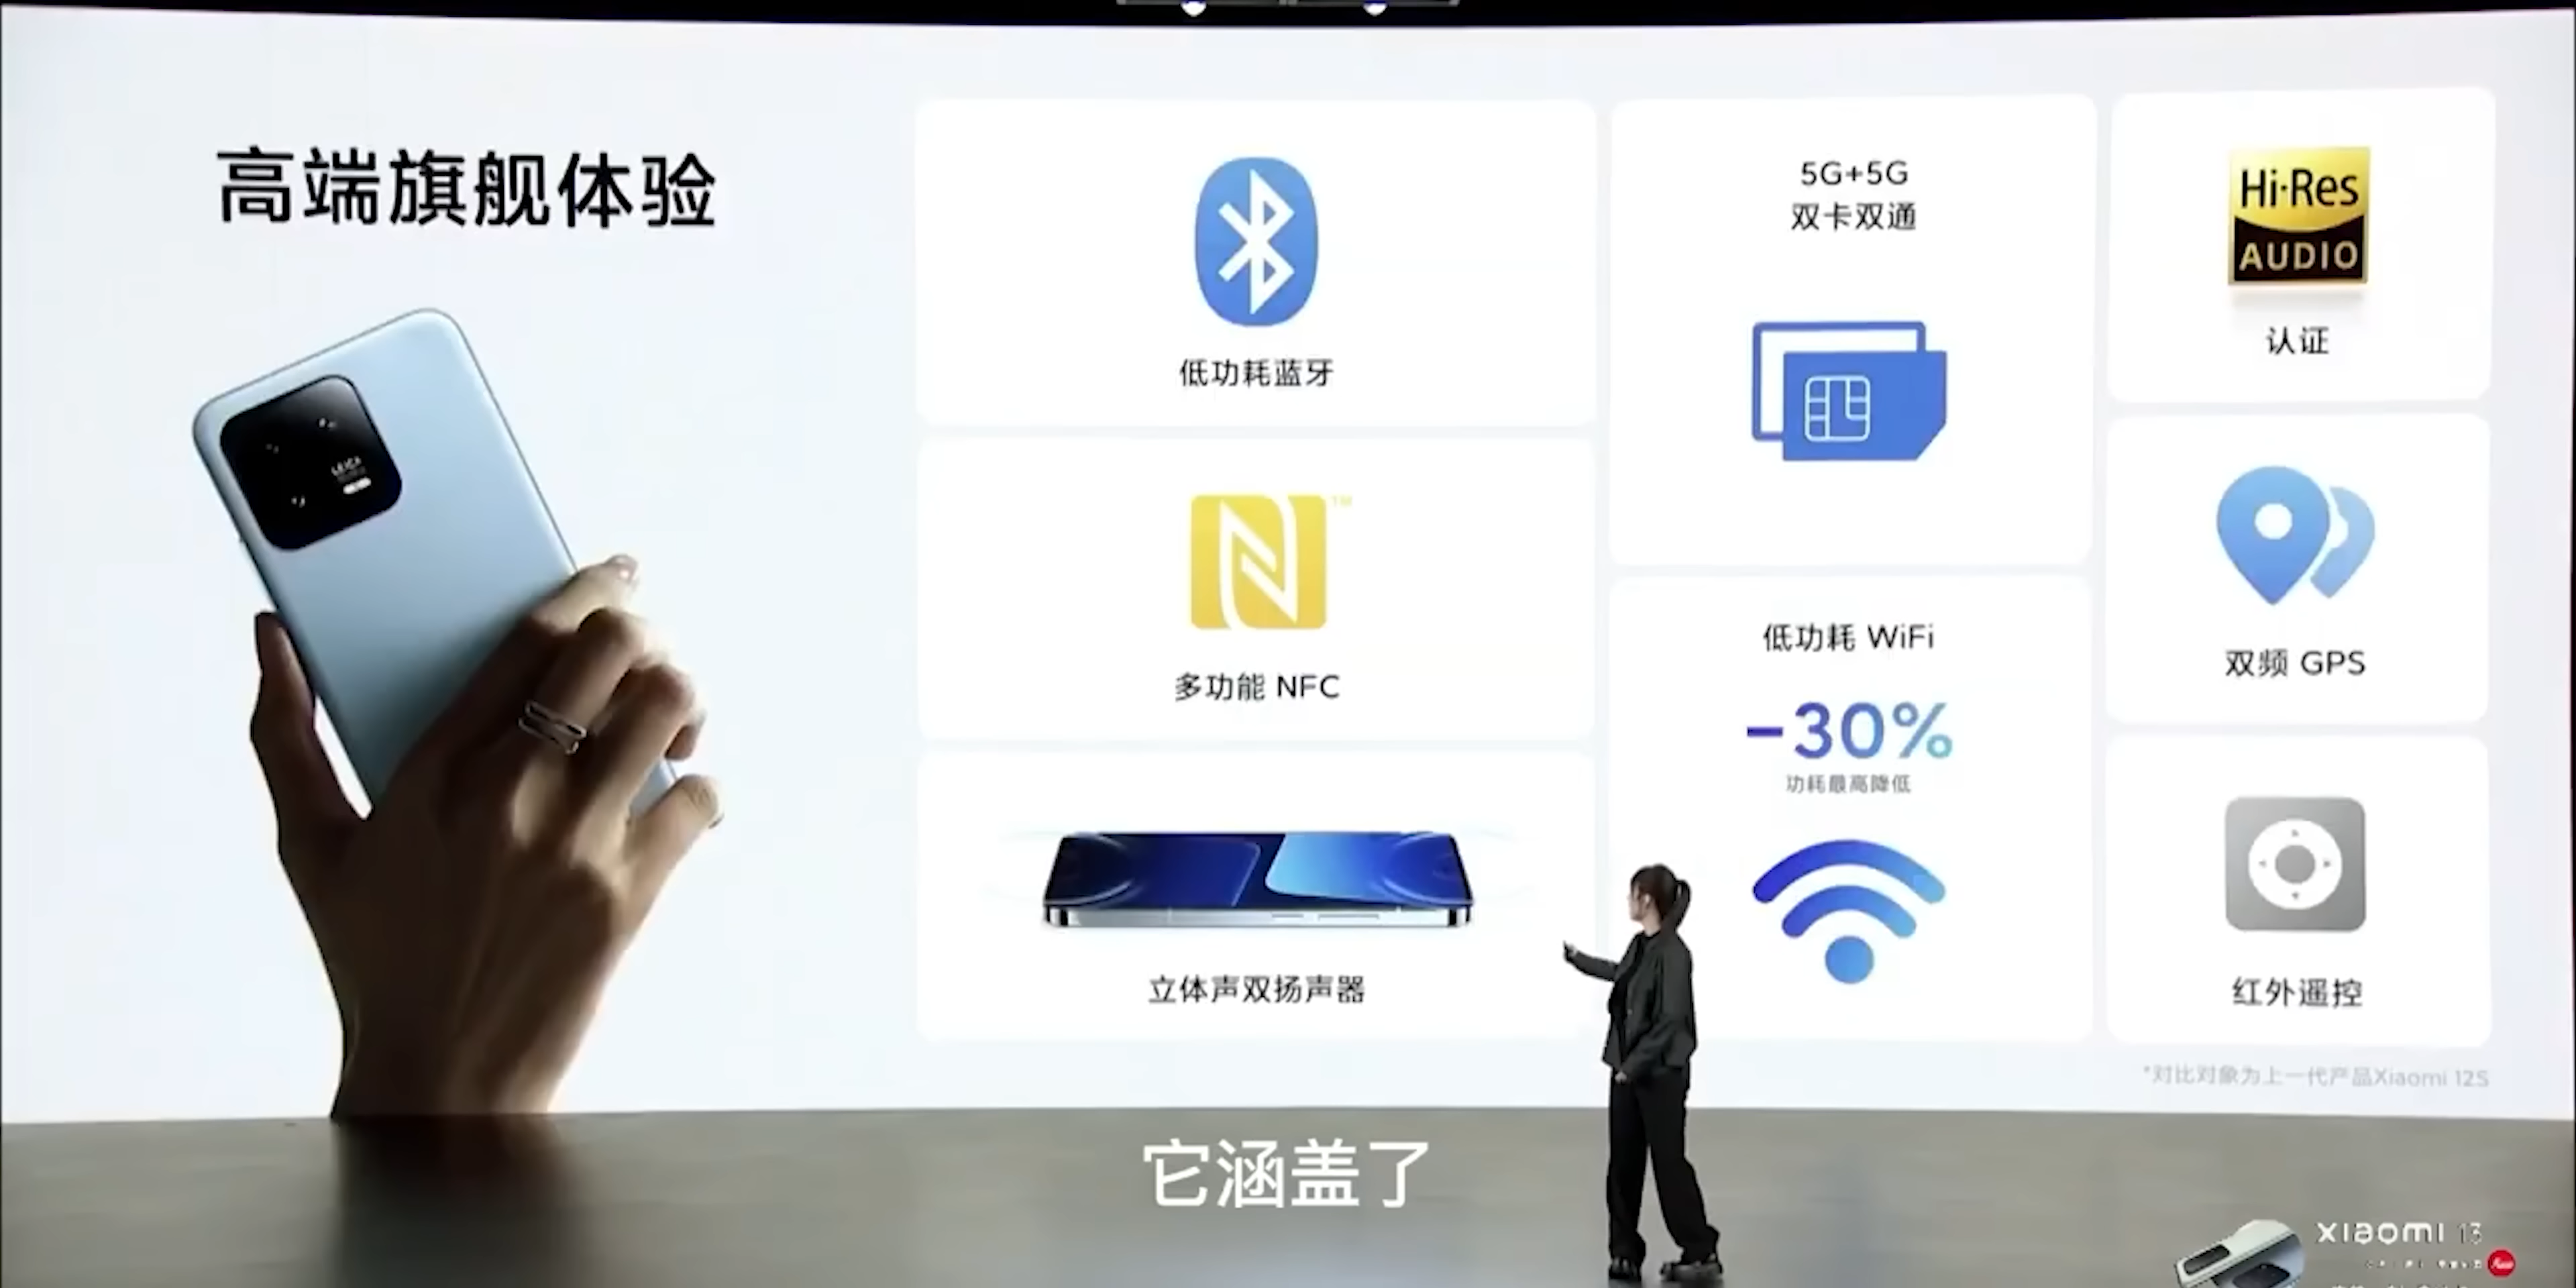 高端旗舰体验
LEICA
低功耗蓝牙
多功能 NFC
TM
立体声双扬声器
5G+5G
双卡双通
低功耗 WiFi
-30%
功耗最高降低
Hi-Res
AUDIO
认证
双频 GPS
红外遥控
*对比对象为上一代产品Xiaomi 12S
它涵盖了
xiaomi 13